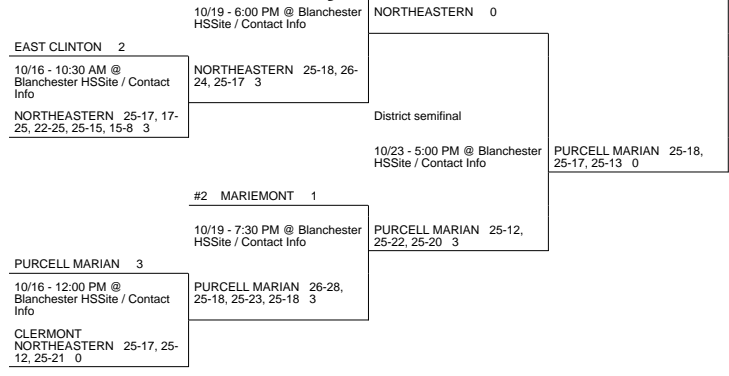 10/19 - 6:00 PM @ Blanchester
HSSite / Contact Info
NORTHEASTERN 0
EAST CLINTON 2
10/16 - 10:30 AM @
Blanchester HSSite / Contact
Info
NORTHEASTERN 25-18, 26-
24, 25-17 3
NORTHEASTERN 25-17, 17-
25, 22-25, 25-15, 15-8 3
District semifinal
10/23 - 5:00 PM @ Blanchester
HSSite / Contact Info
PURCELL MARIAN 25-18,
25-17, 25-13 0
#2 MARIEMONT 1
10/19 - 7:30 PM @ Blanchester
HSSite / Contact Info
PURCELL MARIAN 25-12,
25-22, 25-20 3
PURCELL MARIAN 3
10/16 - 12:00 PM @
Blanchester HSSite / Contact
Info
PURCELL MARIAN 26-28,
25-18, 25-23, 25-18 3
CLERMONT
NORTHEASTERN 25-17, 25-
12, 25-21 0